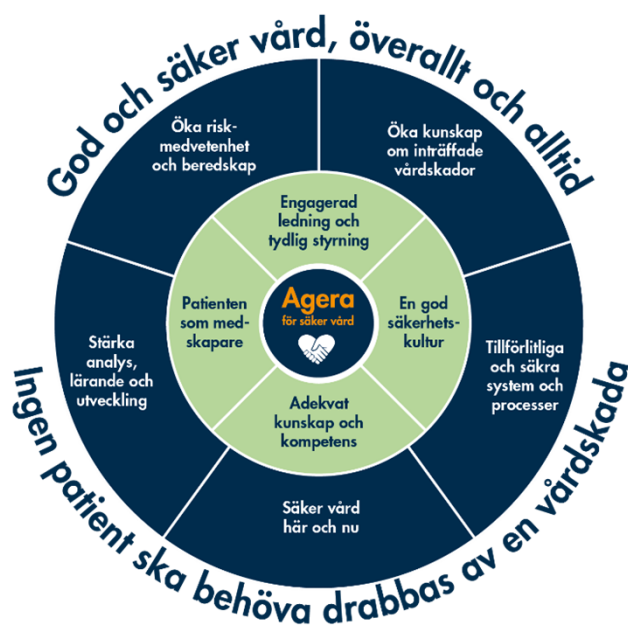 God och säker vård, överallt och alltid
Öka risk-
medvetenhet
och beredskap
Öka kunskap
om inträffade
vårdskador
Engagerad
ledning och
tydlig styrning
Patienten
som med-
skapare
Agera
för säker vård
En god
säkerhets-
kultur
Stärka
analys,
lärande och
utveckling
Tillförlitliga
och säkra
system och
processer
Adekvat
kunskap och
kompetens
Säker vård
här och nu
Ingen patient ska behöva drabbas av en vårdskada